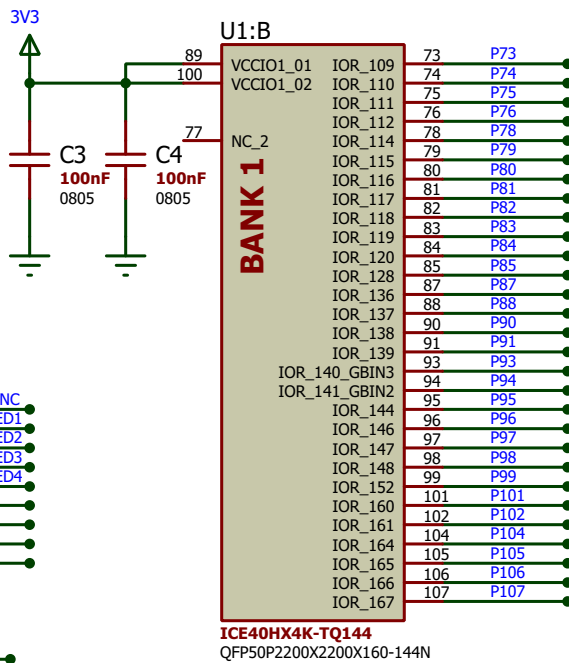 3V3
U1:B
89 VCCIO1_01 IOR_109 73 P73
100 VCCIO1_02 IOR_110 74 P74
IOR_111 75 P75
IOR_112 76 P76
77 NC_2 IOR_114 78 P78
IOR_115 79 P79
IOR_116 80 P80
IOR_117 81 P81
IOR_118 82 P82
IOR_119 83 P83
IOR_120 84 P84
IOR_128 85 P85
IOR_136 87 P87
IOR_137 88 P88
IOR_138 90 P90
IOR_139 91 P91
IOR_140_GBIN3 93 P93
IOR_141_GBIN2 94 P94
IOR_144 95 P95
IOR_146 96 P96
IOR_147 97 P97
IOR_148 98 P98
IOR_152 99 P99
IOR_160 101 P101
IOR_161 102 P102
IOR_164 104 P104
IOR_165 105 P105
IOR_166 106 P106
IOR_167 107 P107
BANK 1
C3
100nF
0805
C4
100nF
0805
NC
ED1
ED2
ED3
ED4
ICE40HX4K-TQ144
QFP50P2200X2200X160-144N